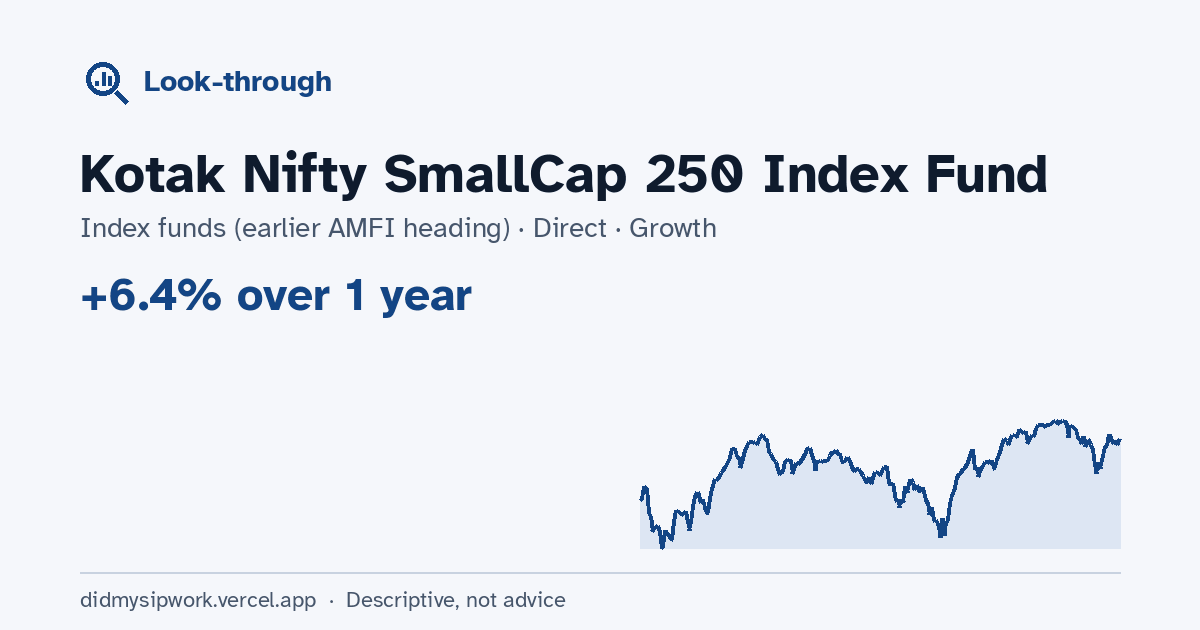 Look-through
Kotak Nifty SmallCap 250 Index Fund
Index funds (earlier AMFI heading) · Direct · Growth
+6.4% over 1 year
didmysipwork.vercel.app · Descriptive, not advice